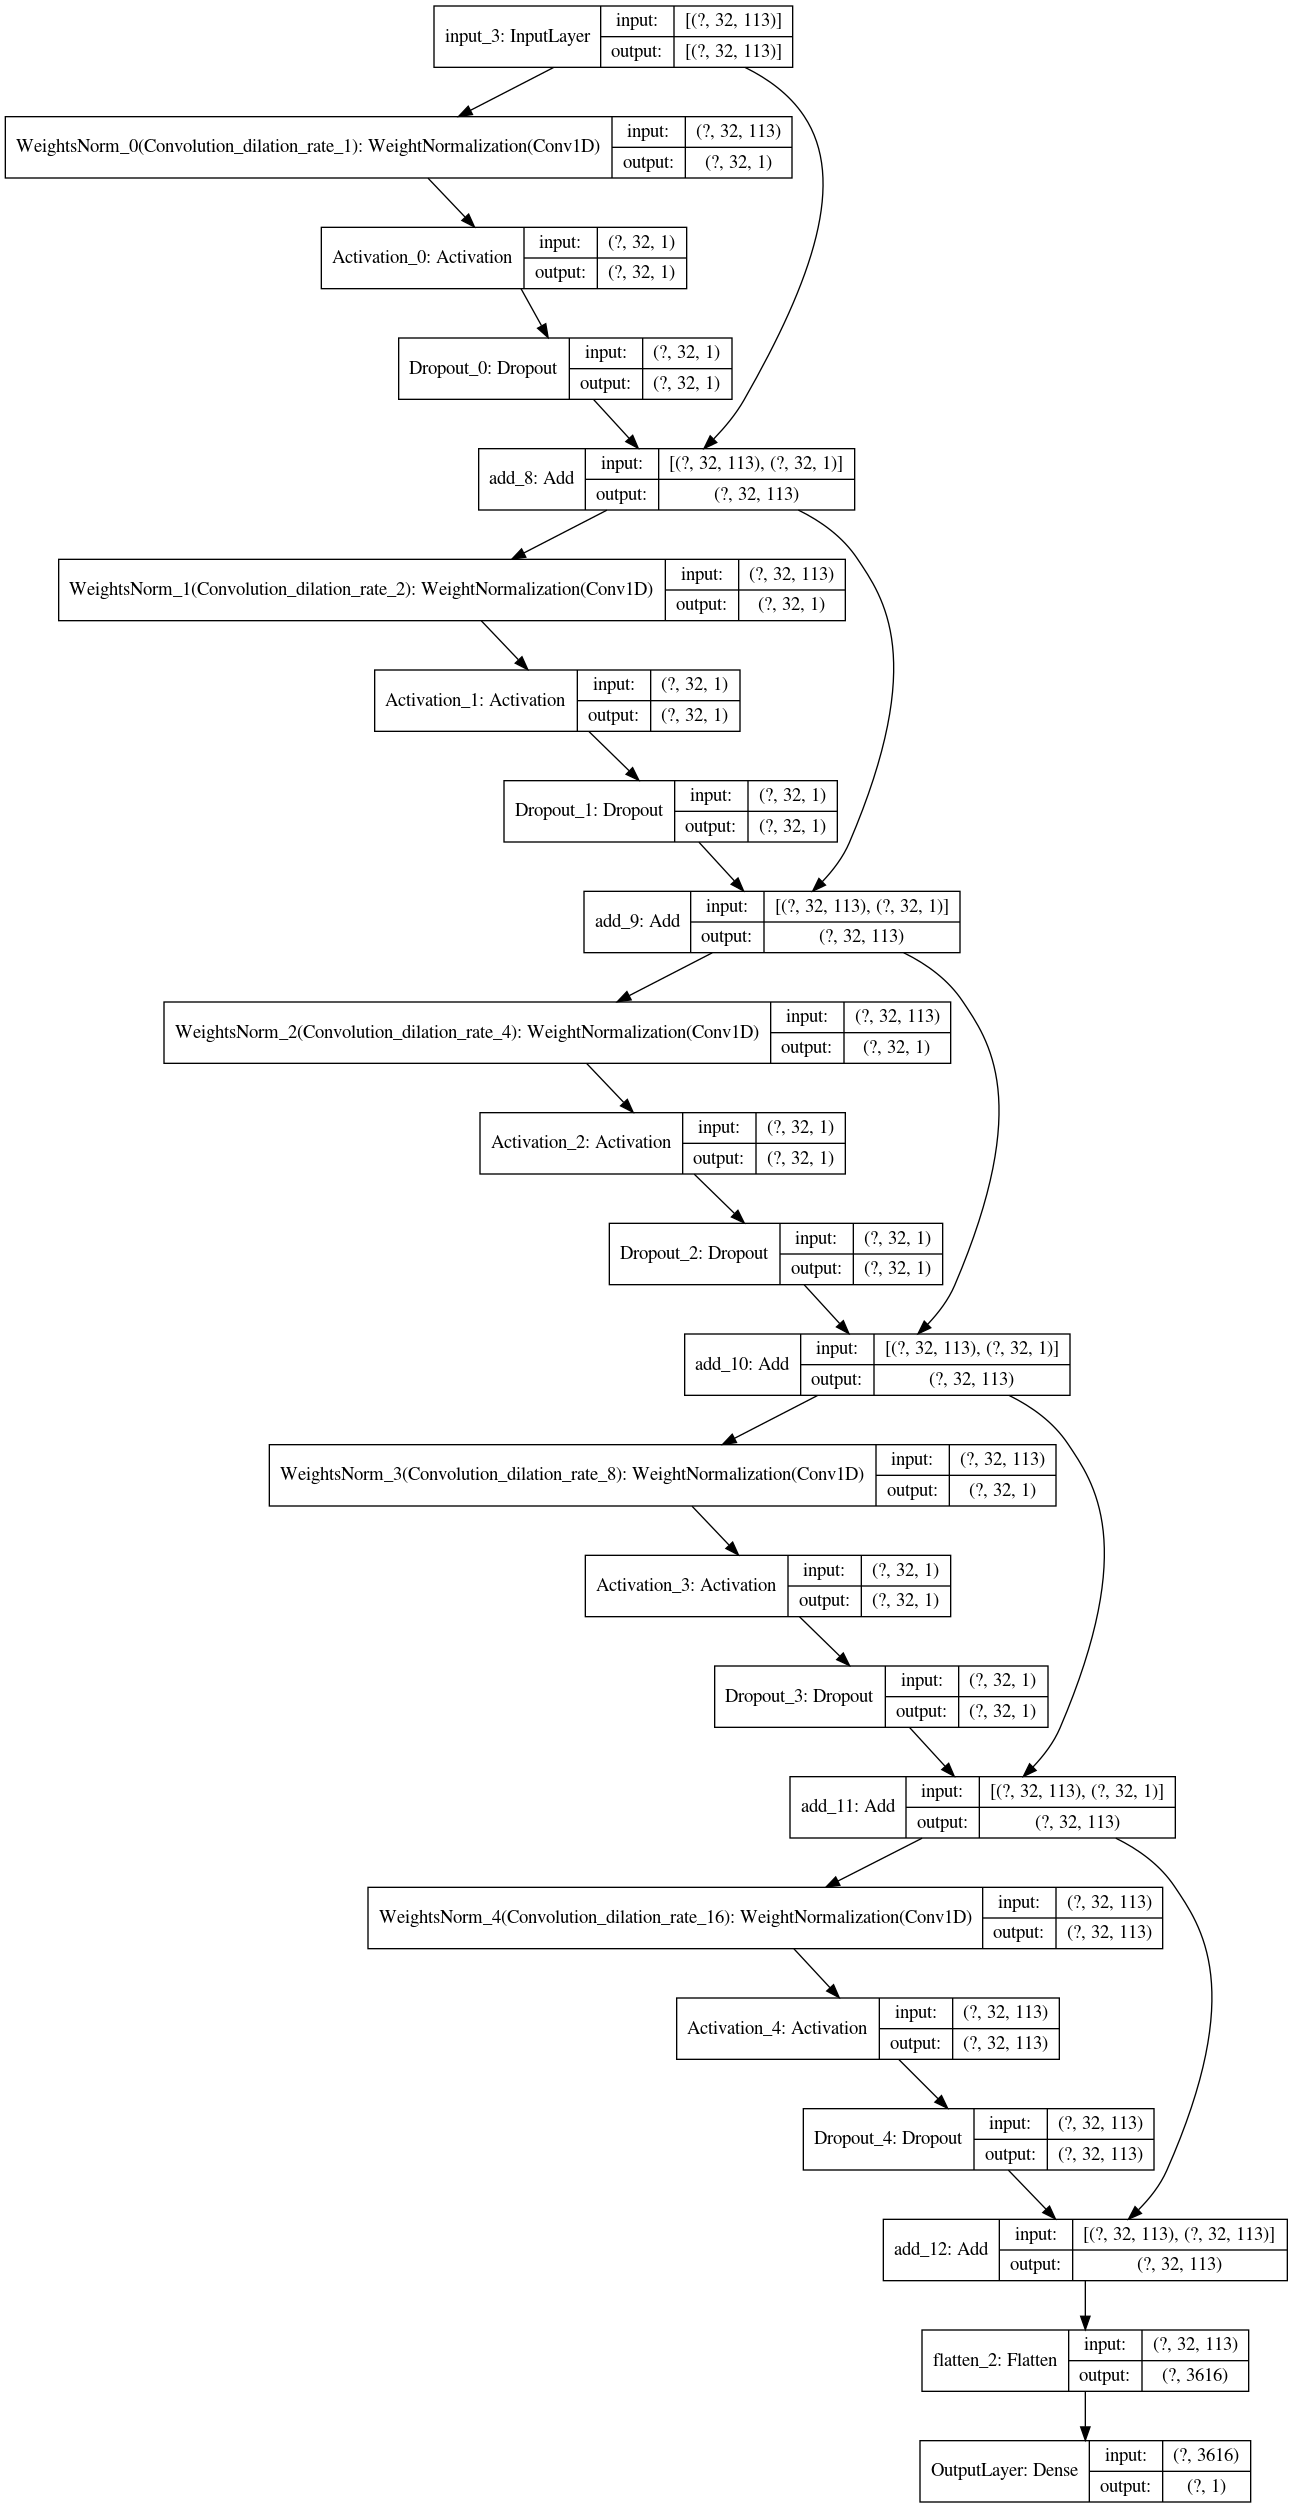 input_3: InputLayer
input: [(?, 32, 113)]
output: [(?, 32, 113)]
WeightsNorm_0(Convolution_dilation_rate_1): WeightNormalization(Conv1D)
input: (?, 32, 113)
output: (?, 32, 1)
Activation_0: Activation
input: (?, 32, 1)
output: (?, 32, 1)
Dropout_0: Dropout
input: (?, 32, 1)
output: (?, 32, 1)
add_8: Add
input: [(?, 32, 113), (?, 32, 1)]
output: (?, 32, 113)
WeightsNorm_1(Convolution_dilation_rate_2): WeightNormalization(Conv1D)
input: (?, 32, 113)
output: (?, 32, 1)
Activation_1: Activation
input: (?, 32, 1)
output: (?, 32, 1)
Dropout_1: Dropout
input: (?, 32, 1)
output: (?, 32, 1)
add_9: Add
input: [(?, 32, 113), (?, 32, 1)]
output: (?, 32, 113)
WeightsNorm_2(Convolution_dilation_rate_4): WeightNormalization(Conv1D)
input: (?, 32, 113)
output: (?, 32, 1)
Activation_2: Activation
input: (?, 32, 1)
output: (?, 32, 1)
Dropout_2: Dropout
input: (?, 32, 1)
output: (?, 32, 1)
add_10: Add
input: [(?, 32, 113), (?, 32, 1)]
output: (?, 32, 113)
WeightsNorm_3(Convolution_dilation_rate_8): WeightNormalization(Conv1D)
input: (?, 32, 113)
output: (?, 32, 1)
Activation_3: Activation
input: (?, 32, 1)
output: (?, 32, 1)
Dropout_3: Dropout
input: (?, 32, 1)
output: (?, 32, 1)
add_11: Add
input: [(?, 32, 113), (?, 32, 1)]
output: (?, 32, 113)
WeightsNorm_4(Convolution_dilation_rate_16): WeightNormalization(Conv1D)
input: (?, 32, 113)
output: (?, 32, 113)
Activation_4: Activation
input: (?, 32, 113)
output: (?, 32, 113)
Dropout_4: Dropout
input: (?, 32, 113)
output: (?, 32, 113)
add_12: Add
input: [(?, 32, 113), (?, 32, 113)]
output: (?, 32, 113)
flatten_2: Flatten
input: (?, 32, 113)
output: (?, 3616)
OutputLayer: Dense
input: (?, 3616)
output: (?, 1)